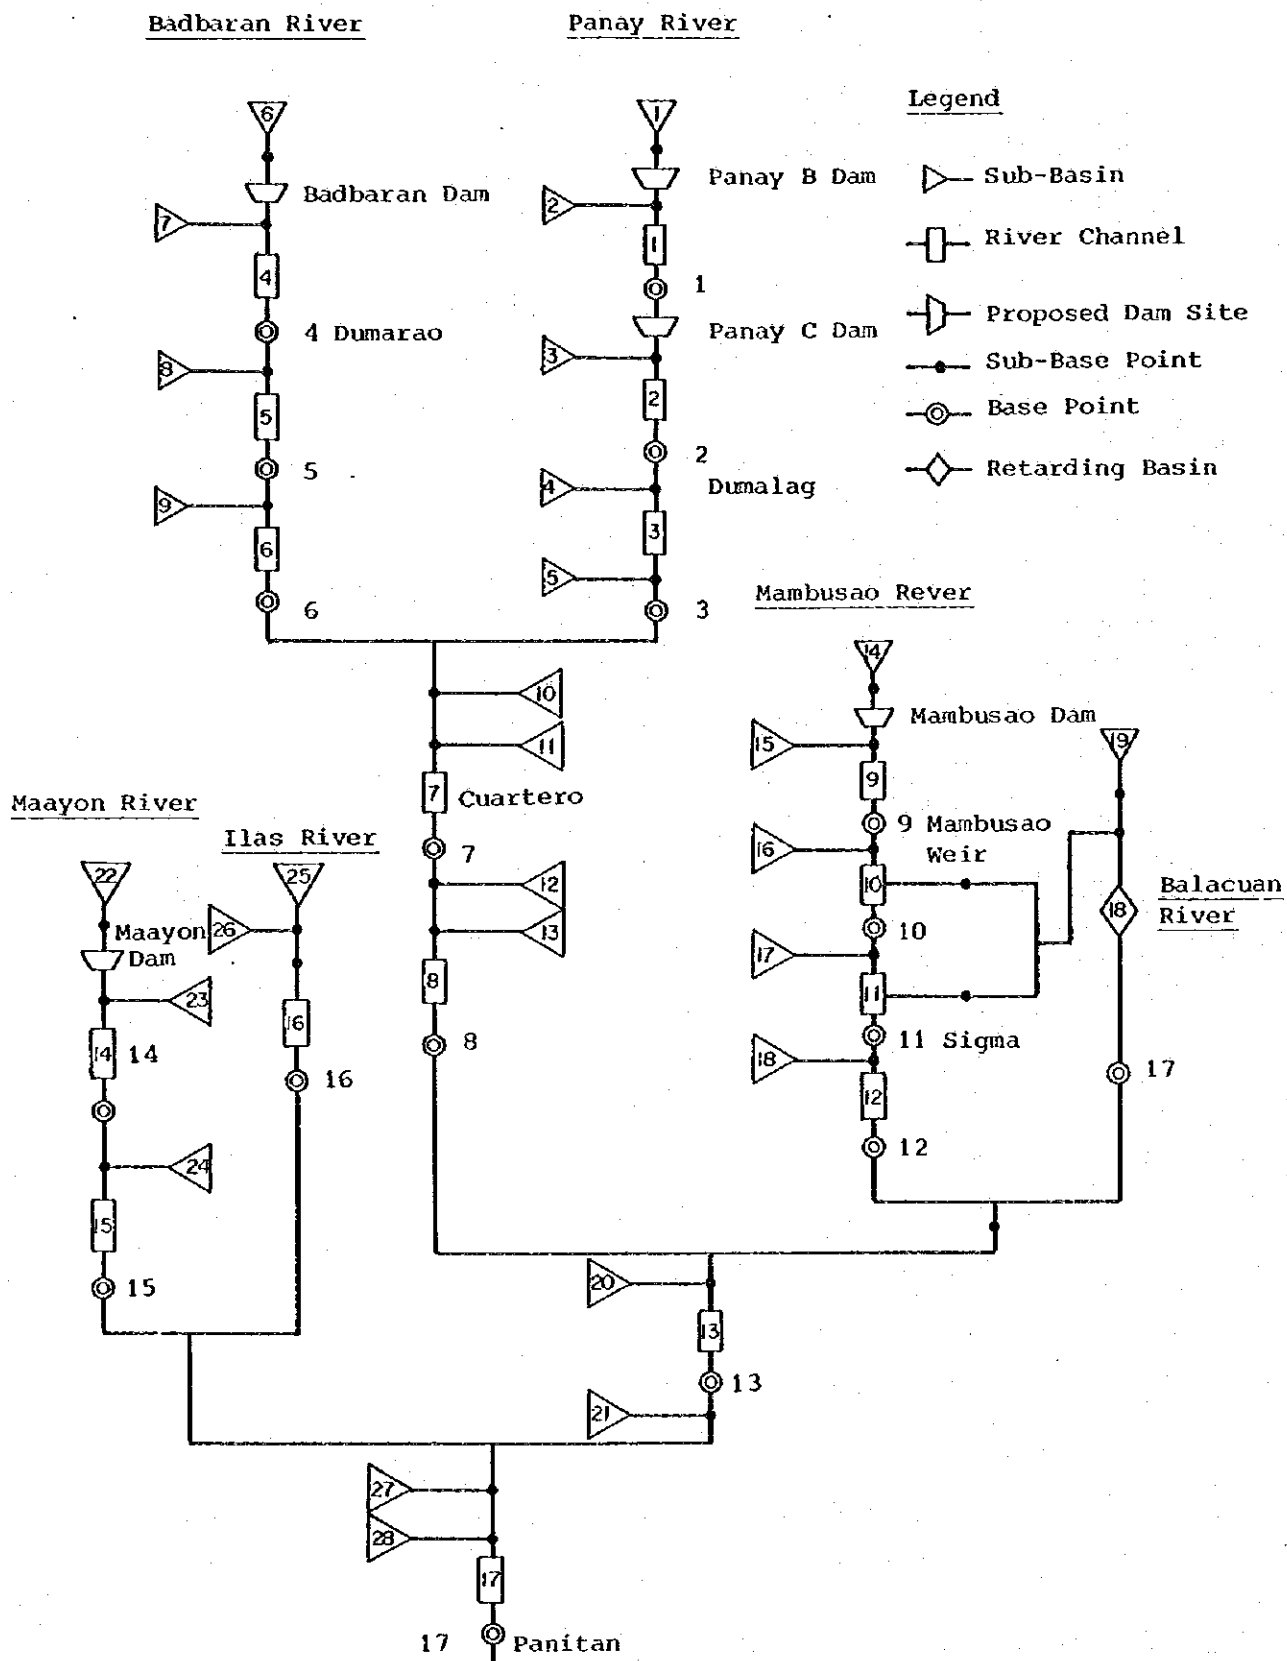 Badbaran River
Panay River
Legend
Sub-Basin
River Channel
Proposed Dam Site
Sub-Base Point
Base Point
Retarding Basin
6
Badbaran Dam
7
4
4 Dumarao
8
5
5
9
6
6
1
Panay B Dam
2
1
1
Panay C Dam
3
2
2
Dumalag
4
3
5
3
10
11
7
Cuartero
7
12
13
8
8
Mambusao Rever
14
Mambusao Dam
15
9
9 Mambusao
Weir
16
10
10
17
11
11 Sigma
18
12
12
19
18
Balacuan
River
17
Maayon River
22
Maayon
Dam
23
14
14
24
15
15
Ilas River
25
26
16
16
20
13
13
21
27
28
17
17
Panitan